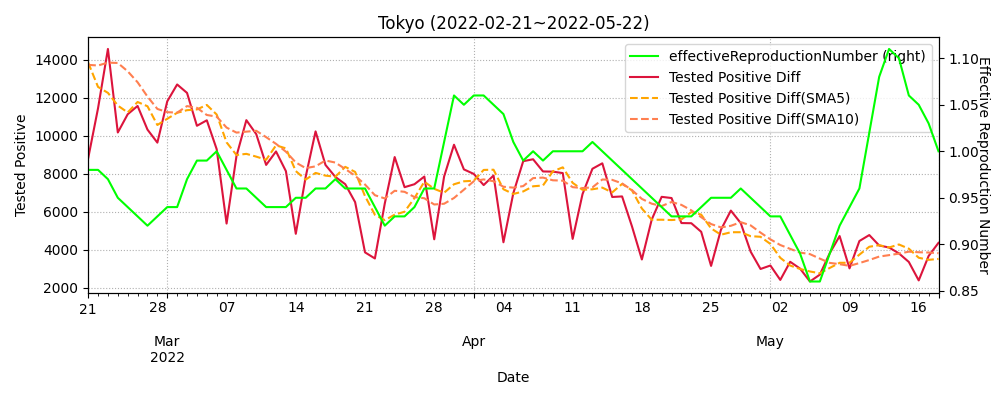 Tokyo (2022-02-21~2022-05-22)
effectiveReproductionNumber (right)
Tested Positive Diff
Tested Positive Diff(SMA5)
Tested Positive Diff(SMA10)
Tested Positive
14000
12000
10000
8000
6000
4000
2000
1.10
1.05
1.00
0.95
0.90
0.85
Effective Reproduction Number
21 28 07 14 21 28 04 11 18 25 02 09 16
Mar Apr May
2022
Date